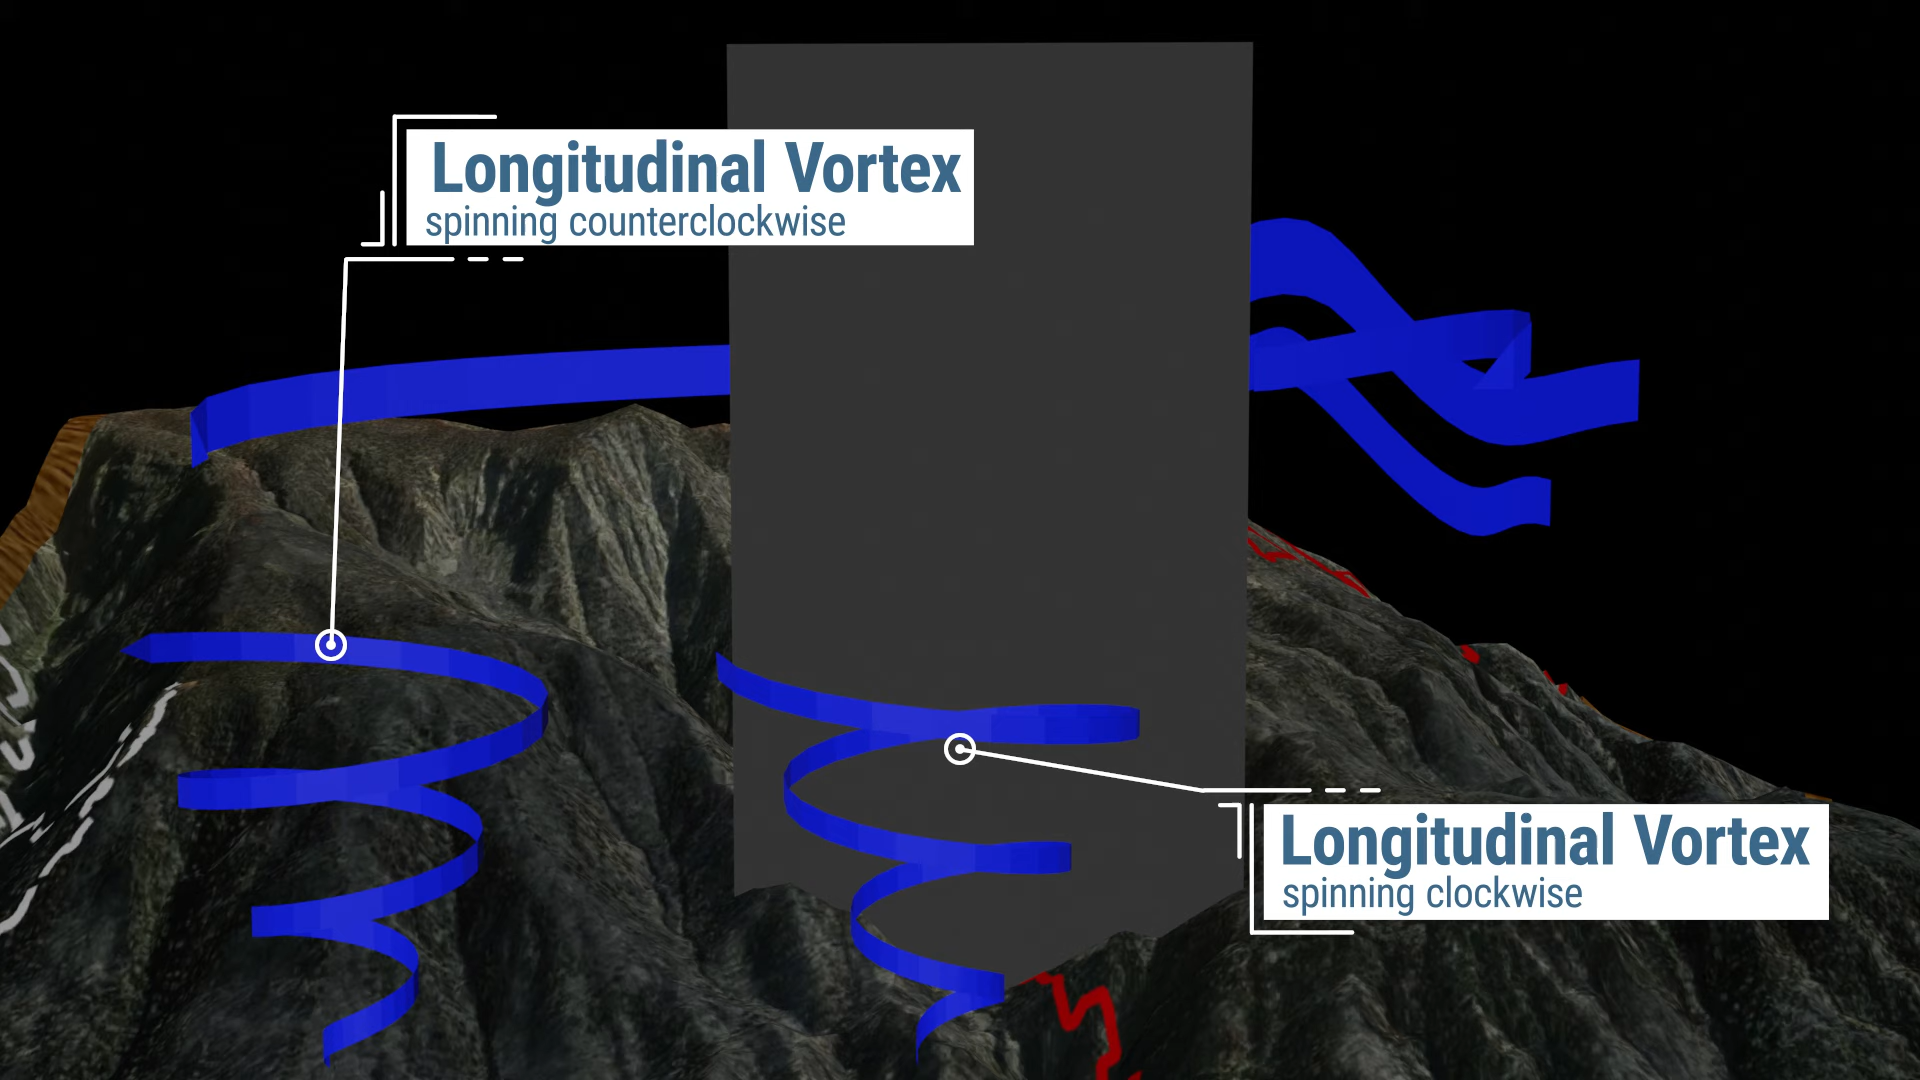 Longitudinal Vortex
spinning counterclockwise
Longitudinal Vortex
spinning clockwise